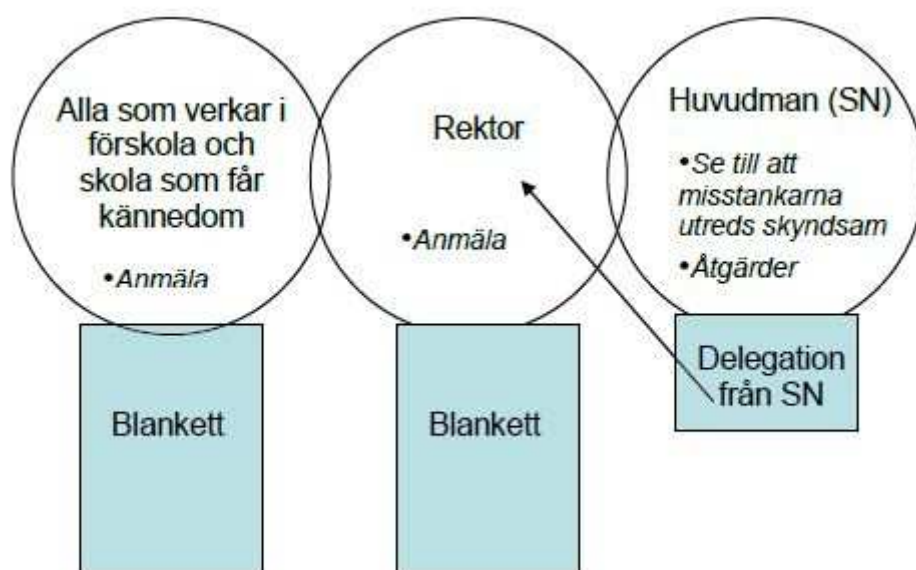 Alla som verkar i
förskola och
skola som får
kännedom
•Anmäla
Rektor
•Anmäla
Huvudman (SN)
•Se till att
misstankarna
utreds skyndsam
•Åtgärder
Blankett
Blankett
Delegation
från SN